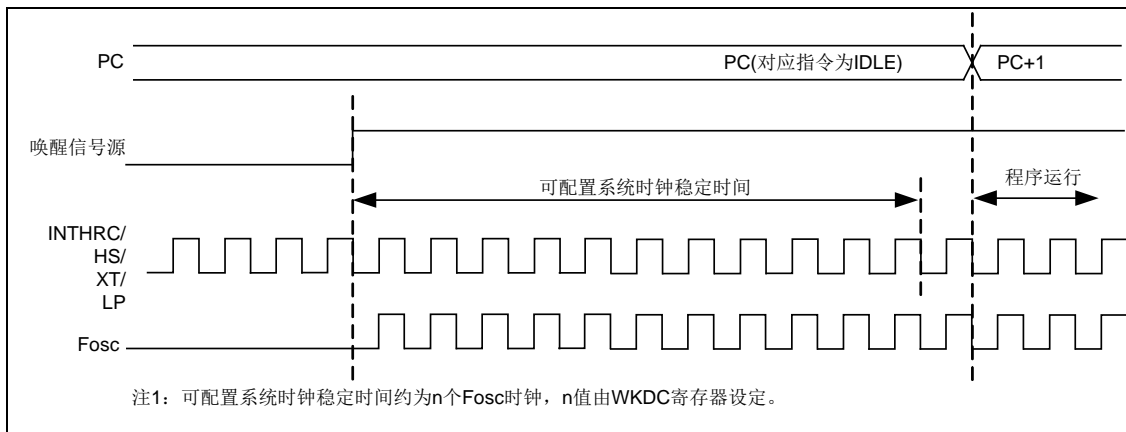 PC
PC(对应指令为IDLE)
PC+1
唤醒信号源
可配置系统时钟稳定时间
程序运行
INTHRC/
HS/
XT/
LP
Fosc
注1：可配置系统时钟稳定时间约为n个Fosc时钟，n值由WKDC寄存器设定。